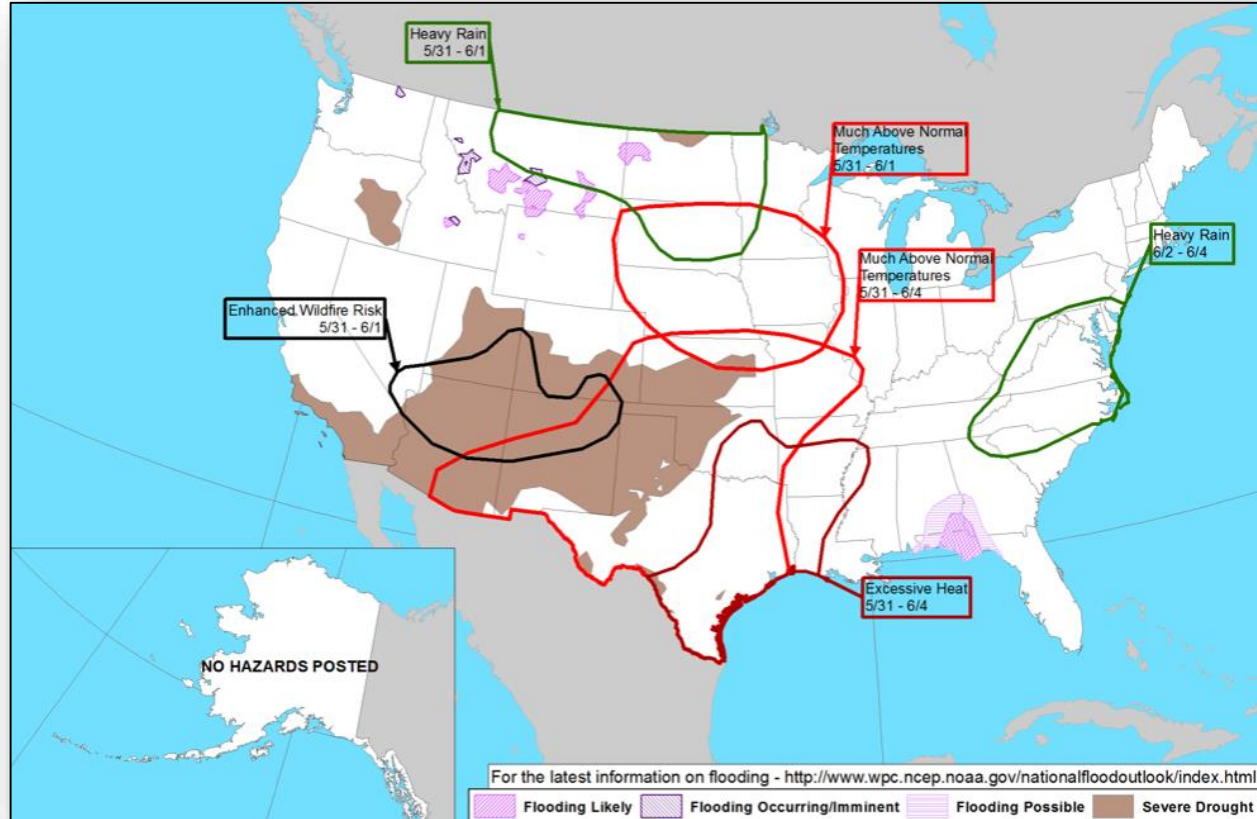 Heavy Rain
5/31 - 6/1
Much Above Normal
Temperatures
5/31 - 6/1
Heavy Rain
6/2 - 6/4
Much Above Normal
Temperatures
5/31 - 6/4
Enhanced Wildfire Risk
5/31 - 6/1
Excessive Heat
5/31 - 6/4
NO HAZARDS POSTED
For the latest information on flooding - http://www.wpc.ncep.noaa.gov/nationalfloodoutlook/index.html
Flooding Likely Flooding Occurring/Imminent Flooding Possible Severe Drought